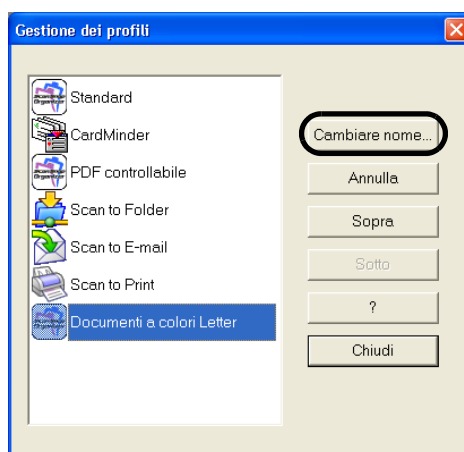 Gestione dei profili
Standard
CardMinder
PDF controllabile
Scan to Folder
Scan to E-mail
Scan to Print
Documenti a colori Letter
Cambiare nome...
Annulla
Sopra
Sotto
?
Chiudi